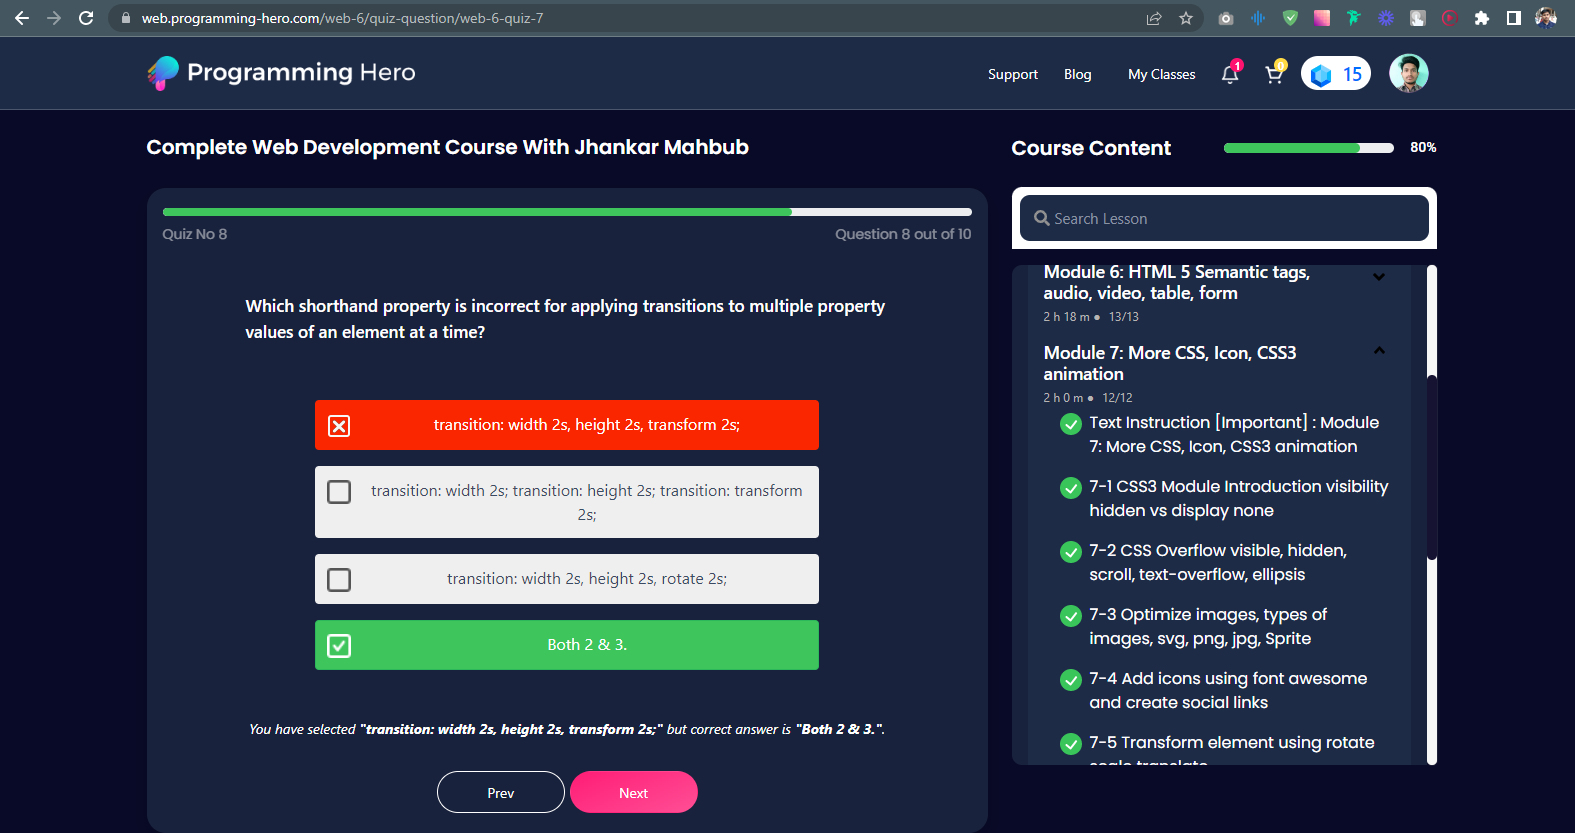 web.programming-hero.com/web-6/quiz-question/web-6-quiz-7
Programming Hero
Support
Blog
My Classes
1
0
15
Complete Web Development Course With Jhankar Mahbub
Quiz No 8
Question 8 out of 10
Which shorthand property is incorrect for applying transitions to multiple property
values of an element at a time?
transition: width 2s, height 2s, transform 2s;
transition: width 2s; transition: height 2s; transition: transform
2s;
transition: width 2s, height 2s, rotate 2s;
Both 2 & 3.
You have selected "transition: width 2s, height 2s, transform 2s;" but correct answer is "Both 2 & 3.".
Prev
Next
Course Content
80%
Search Lesson
Module 6: HTML 5 Semantic tags,
audio, video, table, form
2 h 18 m ● 13/13
Module 7: More CSS, Icon, CSS3
animation
2 h 0 m ● 12/12
Text Instruction [Important] : Module
7: More CSS, Icon, CSS3 animation
7-1 CSS3 Module Introduction visibility
hidden vs display none
7-2 CSS Overflow visible, hidden,
scroll, text-overflow, ellipsis
7-3 Optimize images, types of
images, svg, png, jpg, Sprite
7-4 Add icons using font awesome
and create social links
7-5 Transform element using rotate
scale translate